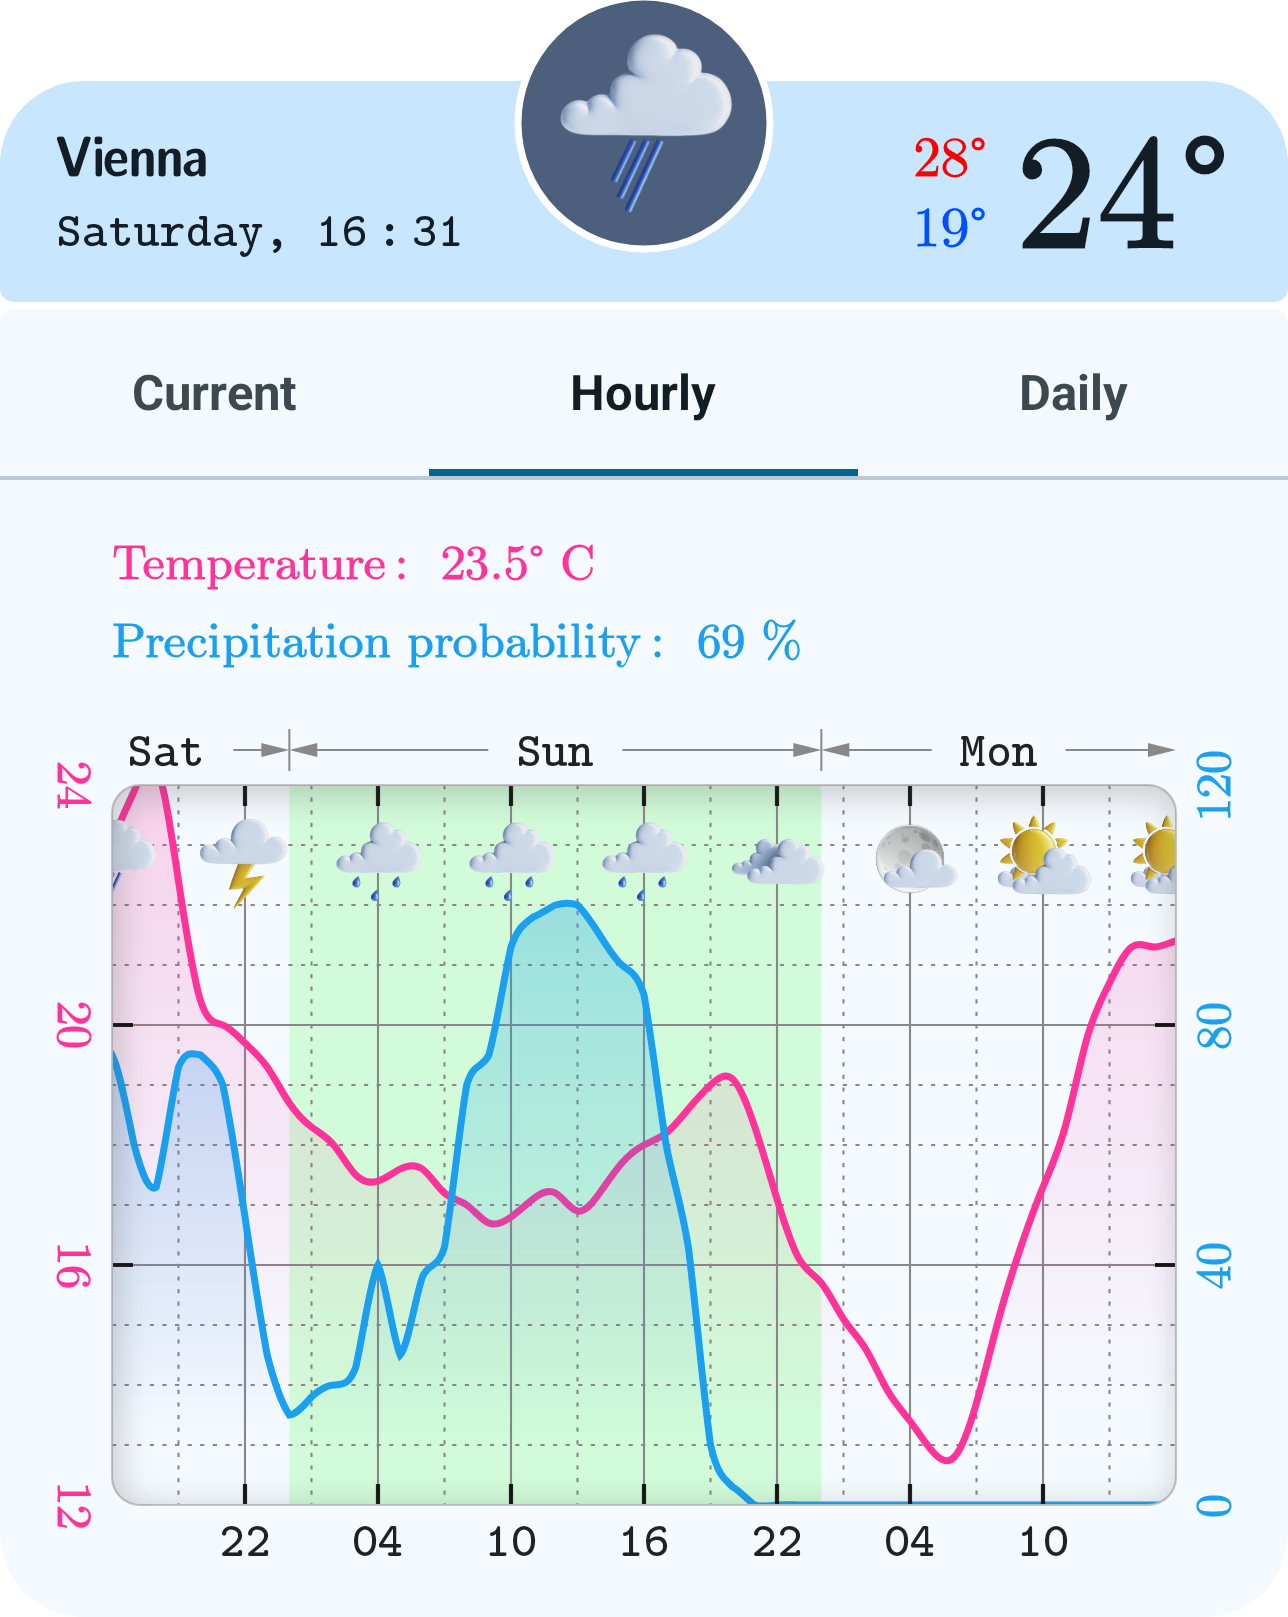 Vienna
Saturday, 16:31
28°
19°
24°
Current
Hourly
Daily
Temperature: 23.5° C
Precipitation probability: 69 %
Sat
Sun
Mon
24
20
16
12
120
80
40
0
22 04 10 16 22 04 10